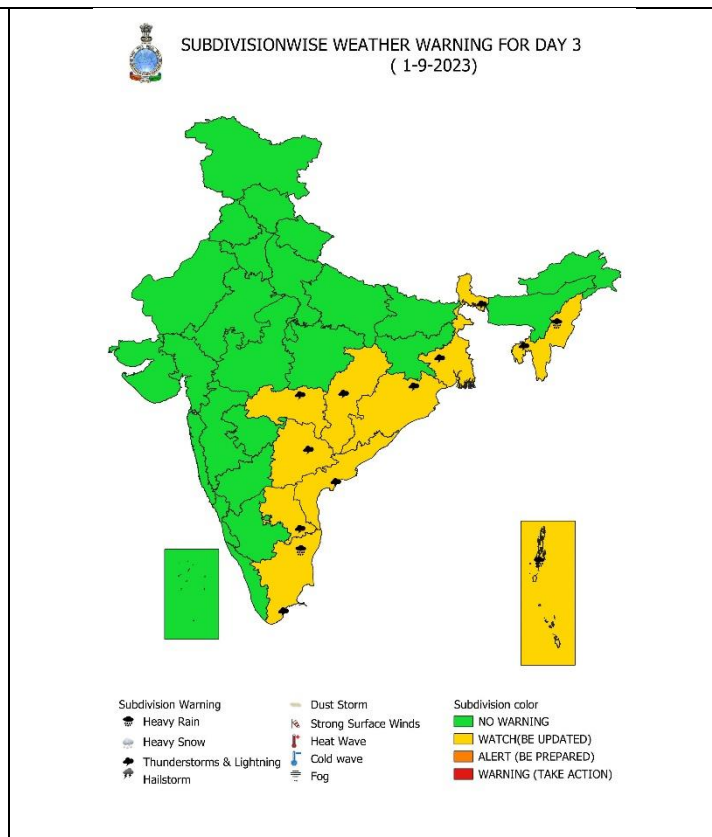 SUBDIVISIONWISE WEATHER WARNING FOR DAY 3
( 1-9-2023)
Subdivision Warning
Heavy Rain
Heavy Snow
Thunderstorms & Lightning
Hailstorm
Dust Storm
Strong Surface Winds
Heat Wave
Cold wave
Fog
Subdivision color
NO WARNING
WATCH(BE UPDATED)
ALERT (BE PREPARED)
WARNING (TAKE ACTION)